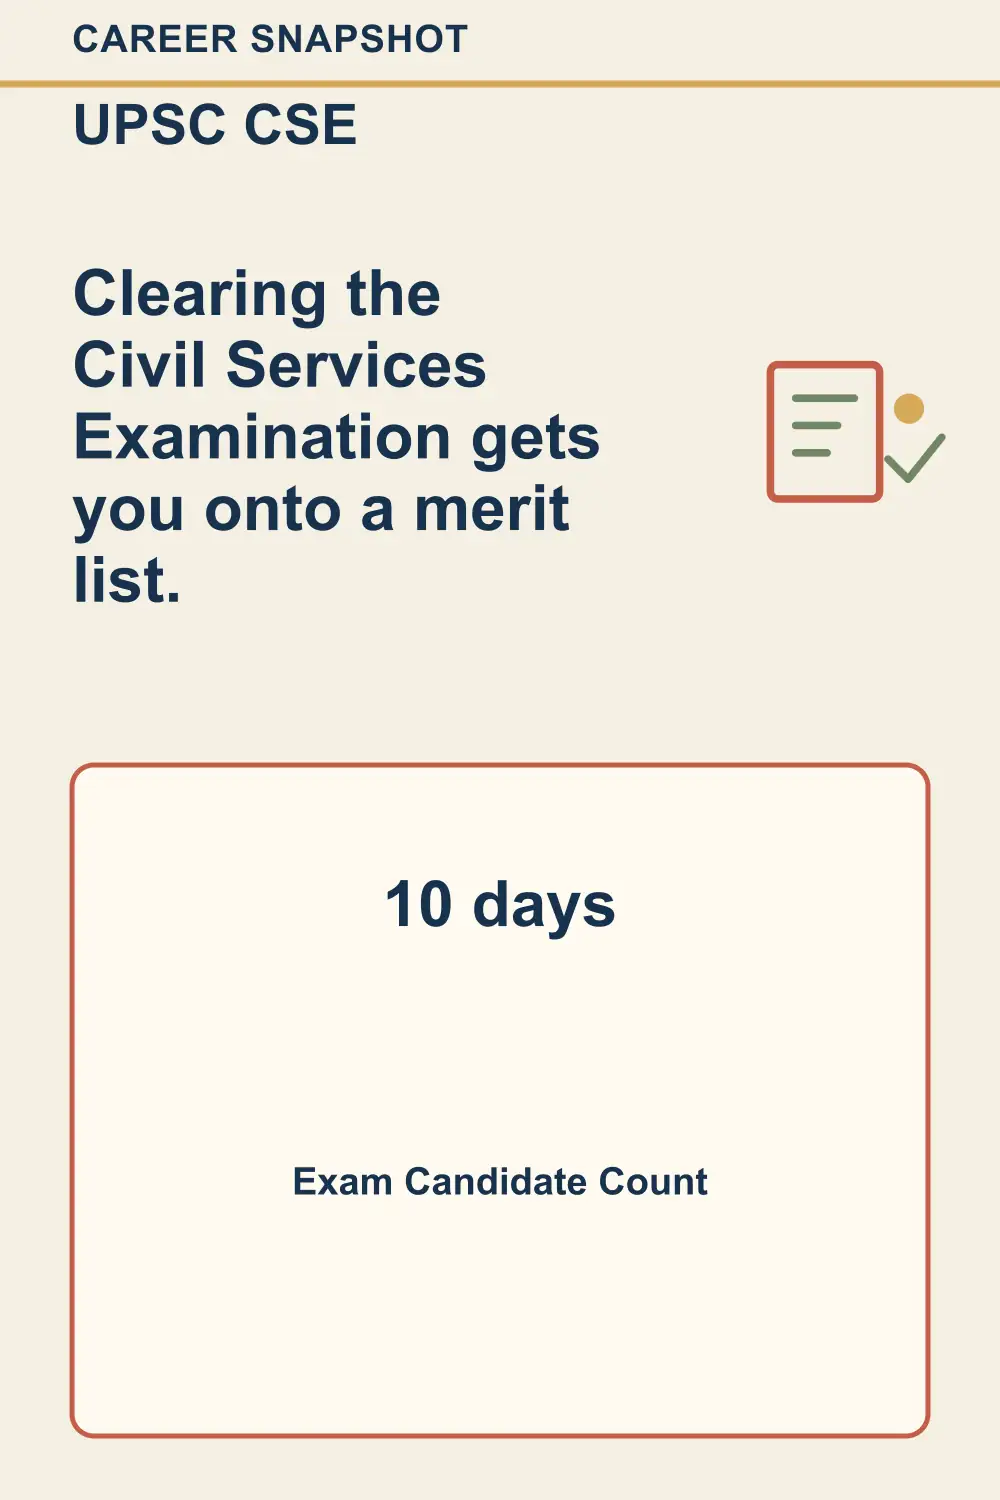 CAREER SNAPSHOT
UPSC CSE
Clearing the
Civil Services
Examination gets
you onto a merit
list.
10 days
Exam Candidate Count